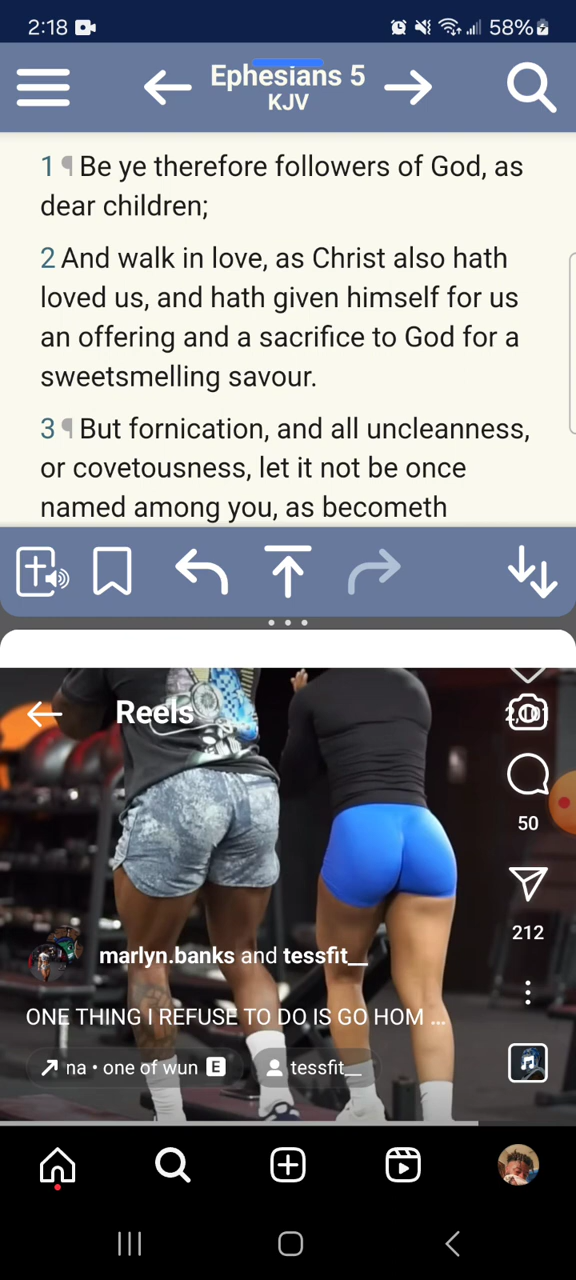 2:18 58%
Ephesians 5
KJV
1 ¶ Be ye therefore followers of God, as
dear children;
2 And walk in love, as Christ also hath
loved us, and hath given himself for us
an offering and a sacrifice to God for a
sweetsmelling savour.
3 ¶ But fornication, and all uncleanness,
or covetousness, let it not be once
named among you, as becometh
Reels
50
212
marlyn.banks and tessfit__
ONE THING I REFUSE TO DO IS GO HOM ...
na • one of wun E tessfit__